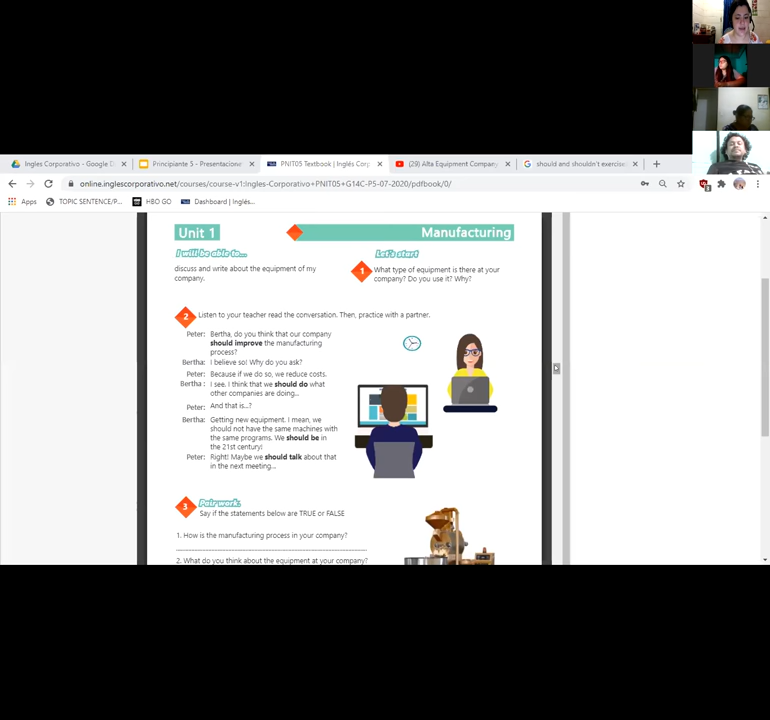 Ingles Corporativo - Google D
Principiante 5 - Presentacione
PNIT05 Textbook | Inglés Corp
(29) Alta Equipment Company
should and shouldn't exercise
online.inglescorporativo.net/courses/course-v1:Ingles-Corporativo+PNIT05+G14C-P5-07-2020/pdfbook/0/
Apps
TOPIC SENTENCE/P...
HBO GO
Dashboard | Inglés...
Unit 1
Manufacturing
I will be able to...
discuss and write about the equipment of my
company.
Let's start
1
What type of equipment is there at your
company? Do you use it? Why?
2
Listen to your teacher read the conversation. Then, practice with a partner.
Peter: Bertha, do you think that our company
should improve the manufacturing
process?
Bertha: I believe so! Why do you ask?
Peter: Because if we do so, we reduce costs.
Bertha : I see. I think that we should do what
other companies are doing...
Peter: And that is...?
Bertha: Getting new equipment. I mean, we
should not have the same machines with
the same programs. We should be in
the 21st century!
Peter: Right! Maybe we should talk about that
in the next meeting...
3
Pair work.
Say if the statements below are TRUE or FALSE
1. How is the manufacturing process in your company?
2. What do you think about the equipment at your company?